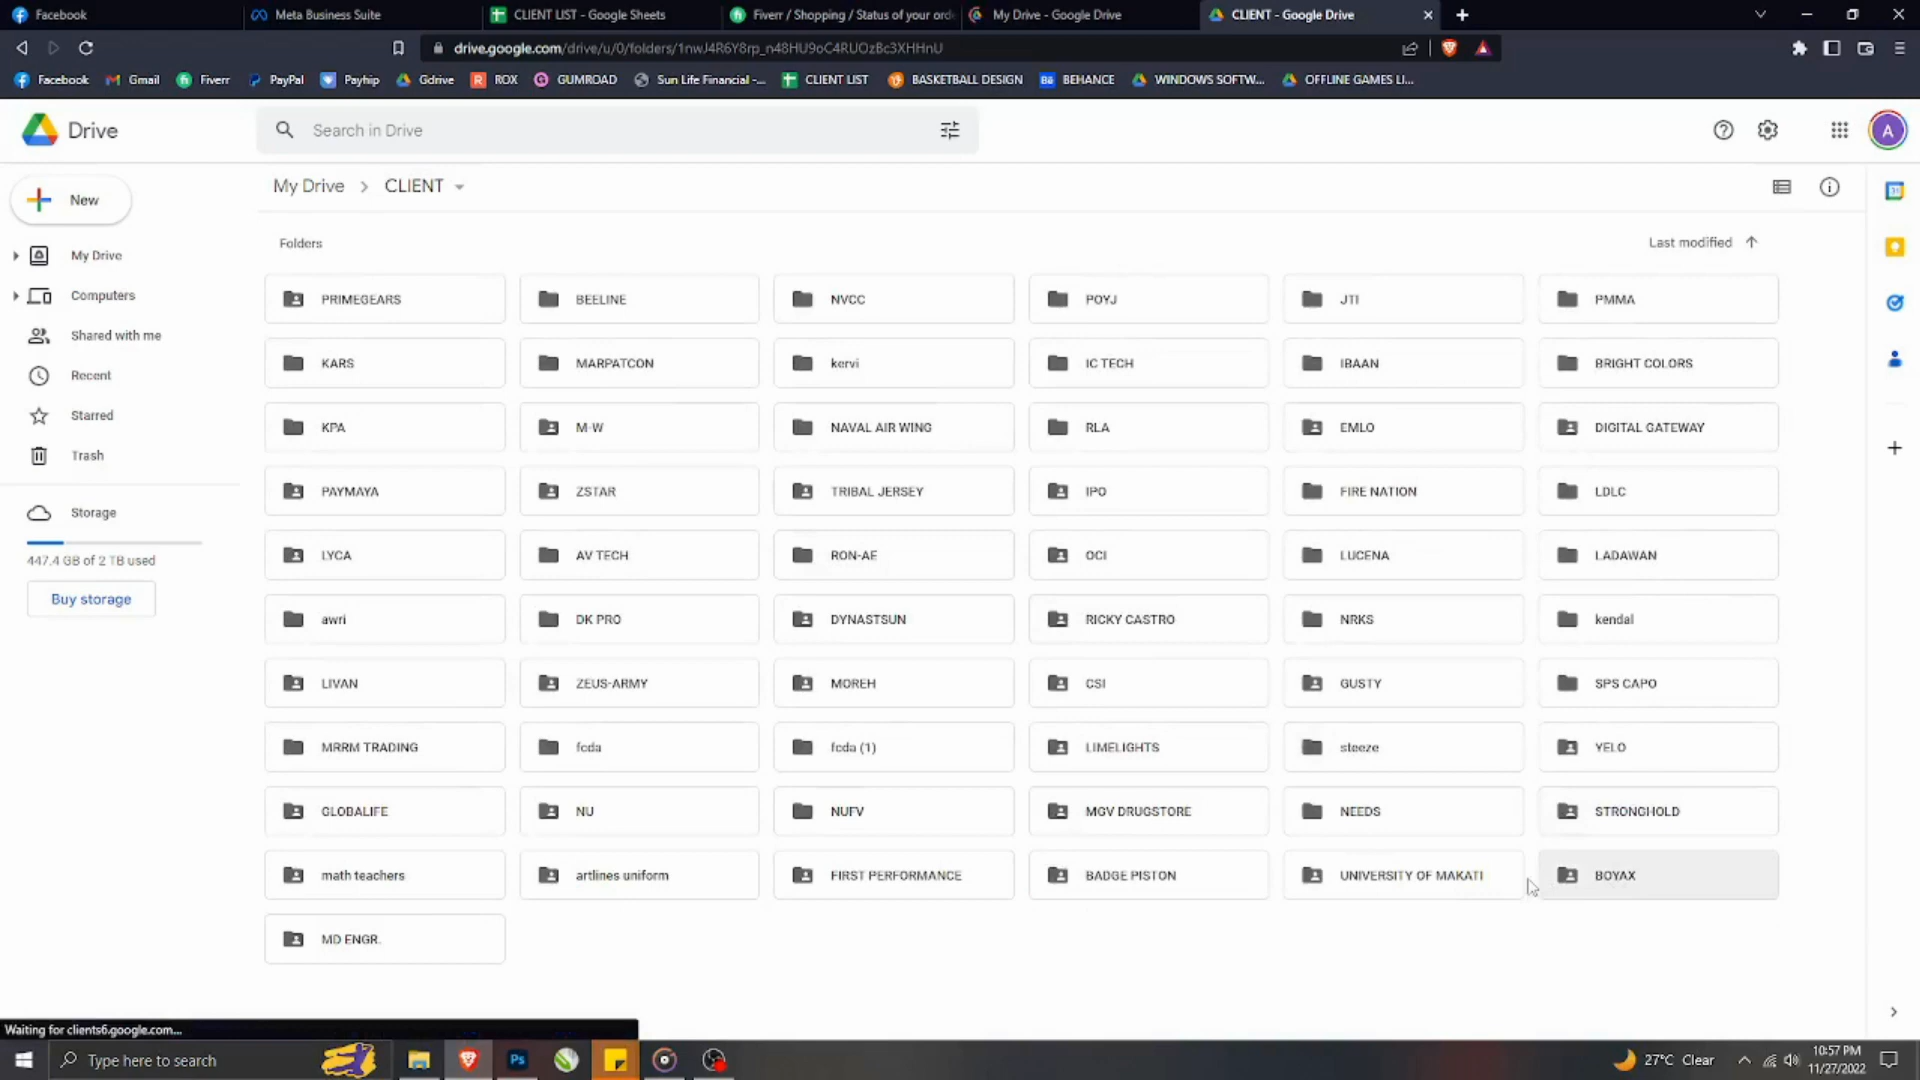 Facebook
Meta Business Suite
CLIENT LIST - Google Sheets
Fiverr / Shopping / Status of your orde
My Drive - Google Drive
CLIENT - Google Drive
drive.google.com/drive/u/0/folders/1nwJ4R6Y8rp_n48HU9oC4RUOzBc3XHHnU
Facebook
Gmail
Fiverr
PayPal
Payhip
Gdrive
ROX
GUMROAD
Sun Life Financial -...
CLIENT LIST
BASKETBALL DESIGN
BEHANCE
WINDOWS SOFTW...
OFFLINE GAMES LI...
Drive
Search in Drive
A
New
My Drive
CLIENT
My Drive
Computers
Shared with me
Recent
Starred
Trash
Storage
447.4 GB of 2 TB used
Buy storage
Folders
Last modified
PRIMEGEARS
BEELINE
NVCC
POYJ
JTI
PMMA
KARS
MARPATCON
kervi
IC TECH
IBAAN
BRIGHT COLORS
KPA
M-W
NAVAL AIR WING
RLA
EMLO
DIGITAL GATEWAY
PAYMAYA
ZSTAR
TRIBAL JERSEY
IPO
FIRE NATION
LDLC
LYCA
AV TECH
RON-AE
OCI
LUCENA
LADAWAN
awri
DK PRO
DYNASTSUN
RICKY CASTRO
NRKS
kendal
LIVAN
ZEUS-ARMY
MOREH
CSI
GUSTY
SPS CAPO
MRRM TRADING
fcda
fcda (1)
LIMELIGHTS
steeze
YELO
GLOBALIFE
NU
NUFV
MGV DRUGSTORE
NEEDS
STRONGHOLD
math teachers
artlines uniform
FIRST PERFORMANCE
BADGE PISTON
UNIVERSITY OF MAKATI
BOYAX
MD ENGR.
Waiting for clients6.google.com...
Type here to search
Ps
27°C Clear
10:57 PM
11/27/2022